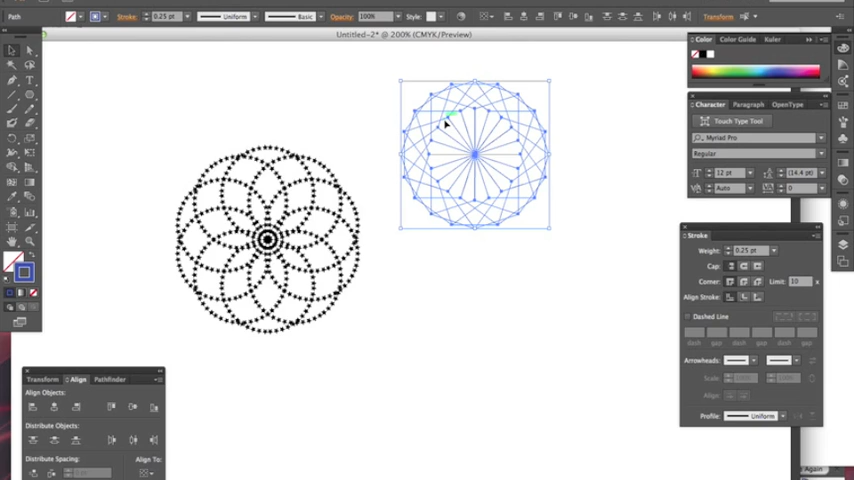 Path
Stroke:
0.25 pt
Uniform
Basic
Opacity:
100%
Style:
Transform
Untitled-2* @ 200% (CMYK/Preview)
Color
Color Guide
Kuler
Character
Paragraph
OpenType
Touch Type Tool
Myriad Pro
Regular
12 pt
(14.4 pt)
Auto
0
Stroke
Weight:
0.25 pt
Cap:
Corner:
Limit:
10
x
Align Stroke:
Dashed Line
dash
gap
dash
gap
dash
gap
Arrowheads:
Scale:
Align:
Profile:
Uniform
Transform
Align
Pathfinder
Align Objects:
Distribute Objects:
Distribute Spacing:
Align To:
Again